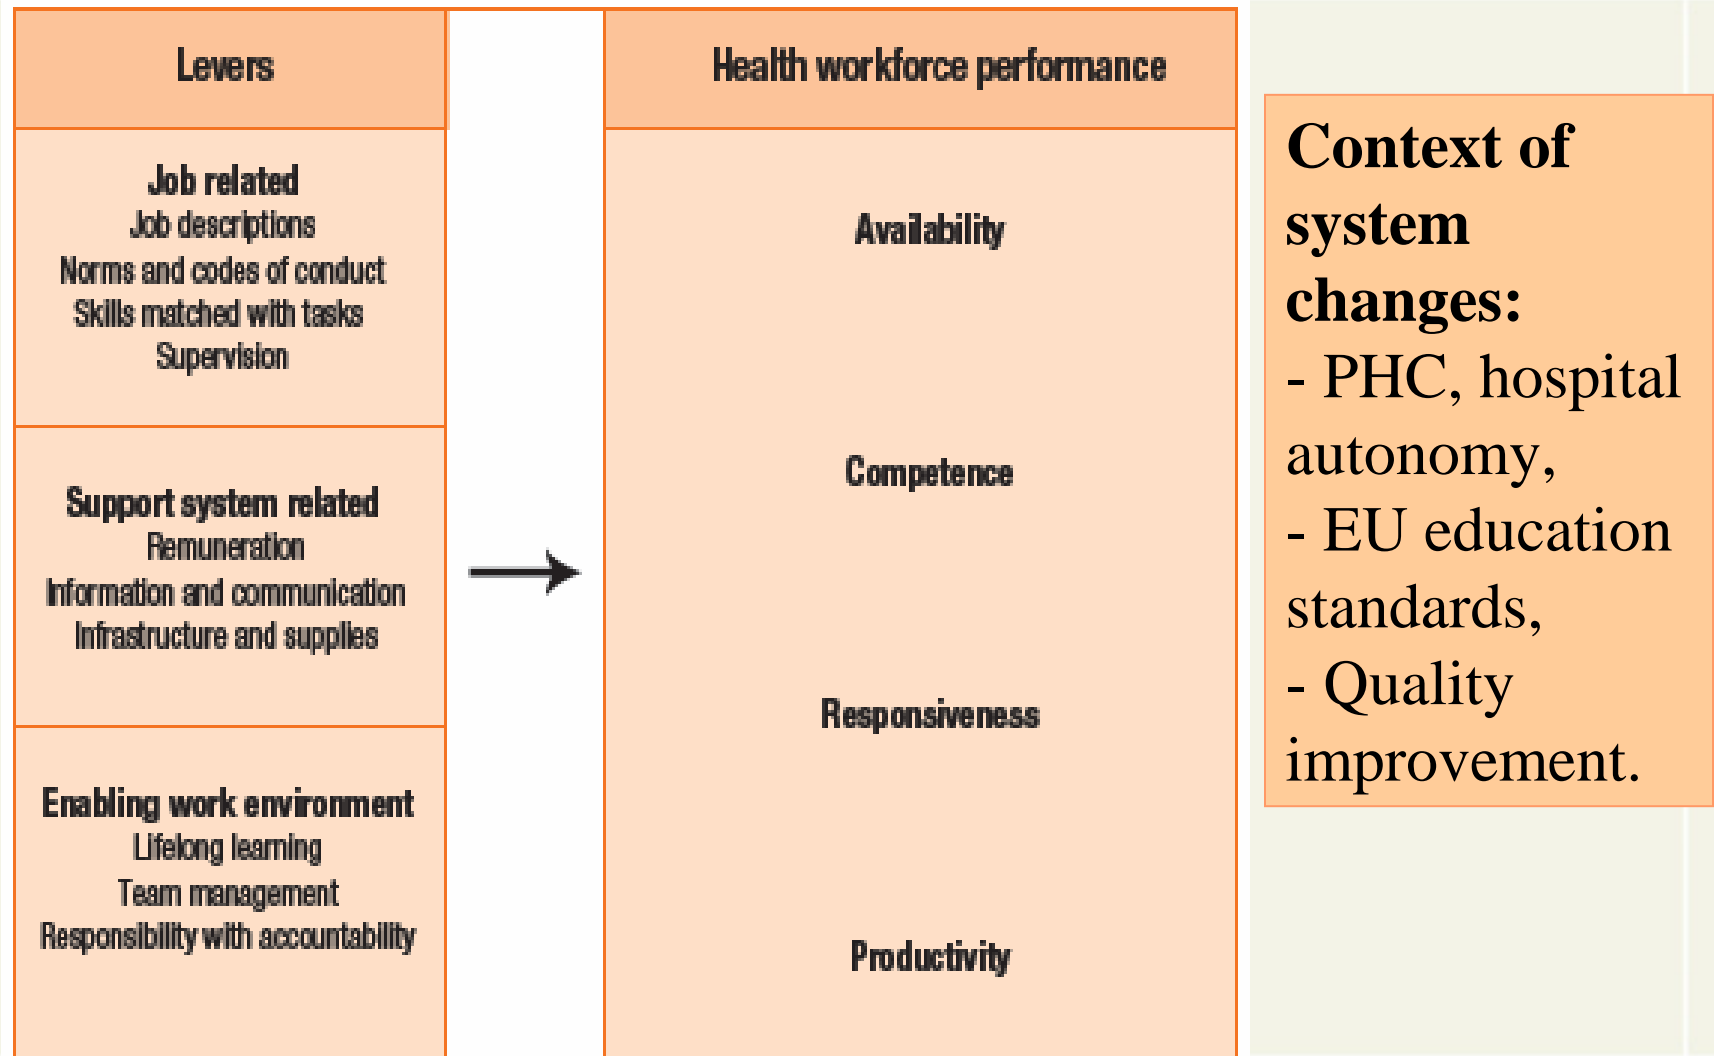 Levers
Job related
Job descriptions
Norms and codes of conduct
Skills matched with tasks
Supervision
Support system related
Remuneration
Information and communication
Infrastructure and supplies
Enabling work environment
Lifelong learning
Team management
Responsibility with accountability
Health workforce performance
Availability
Competence
Responsiveness
Productivity
Context of
system
changes:
- PHC, hospital
autonomy,
- EU education
standards,
- Quality
improvement.